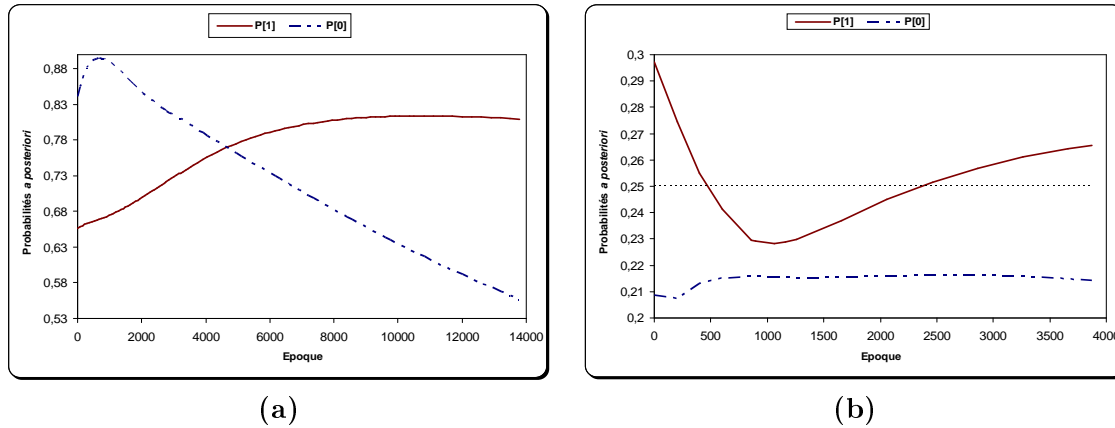 P[1] P[0]
0,88
0,83
0,78
0,73
0,68
0,63
0,58
0,53
Probabilités a posteriori
0 2000 4000 6000 8000 10000 12000 14000
Epoque
(a)
P[1] P[0]
0,3
0,29
0,28
0,27
0,26
0,25
0,25
0,23
0,22
0,21
0,2
Probabilités a posteriori
0 500 1000 1500 2000 2500 3000 3500 4000
Epoque
(b)